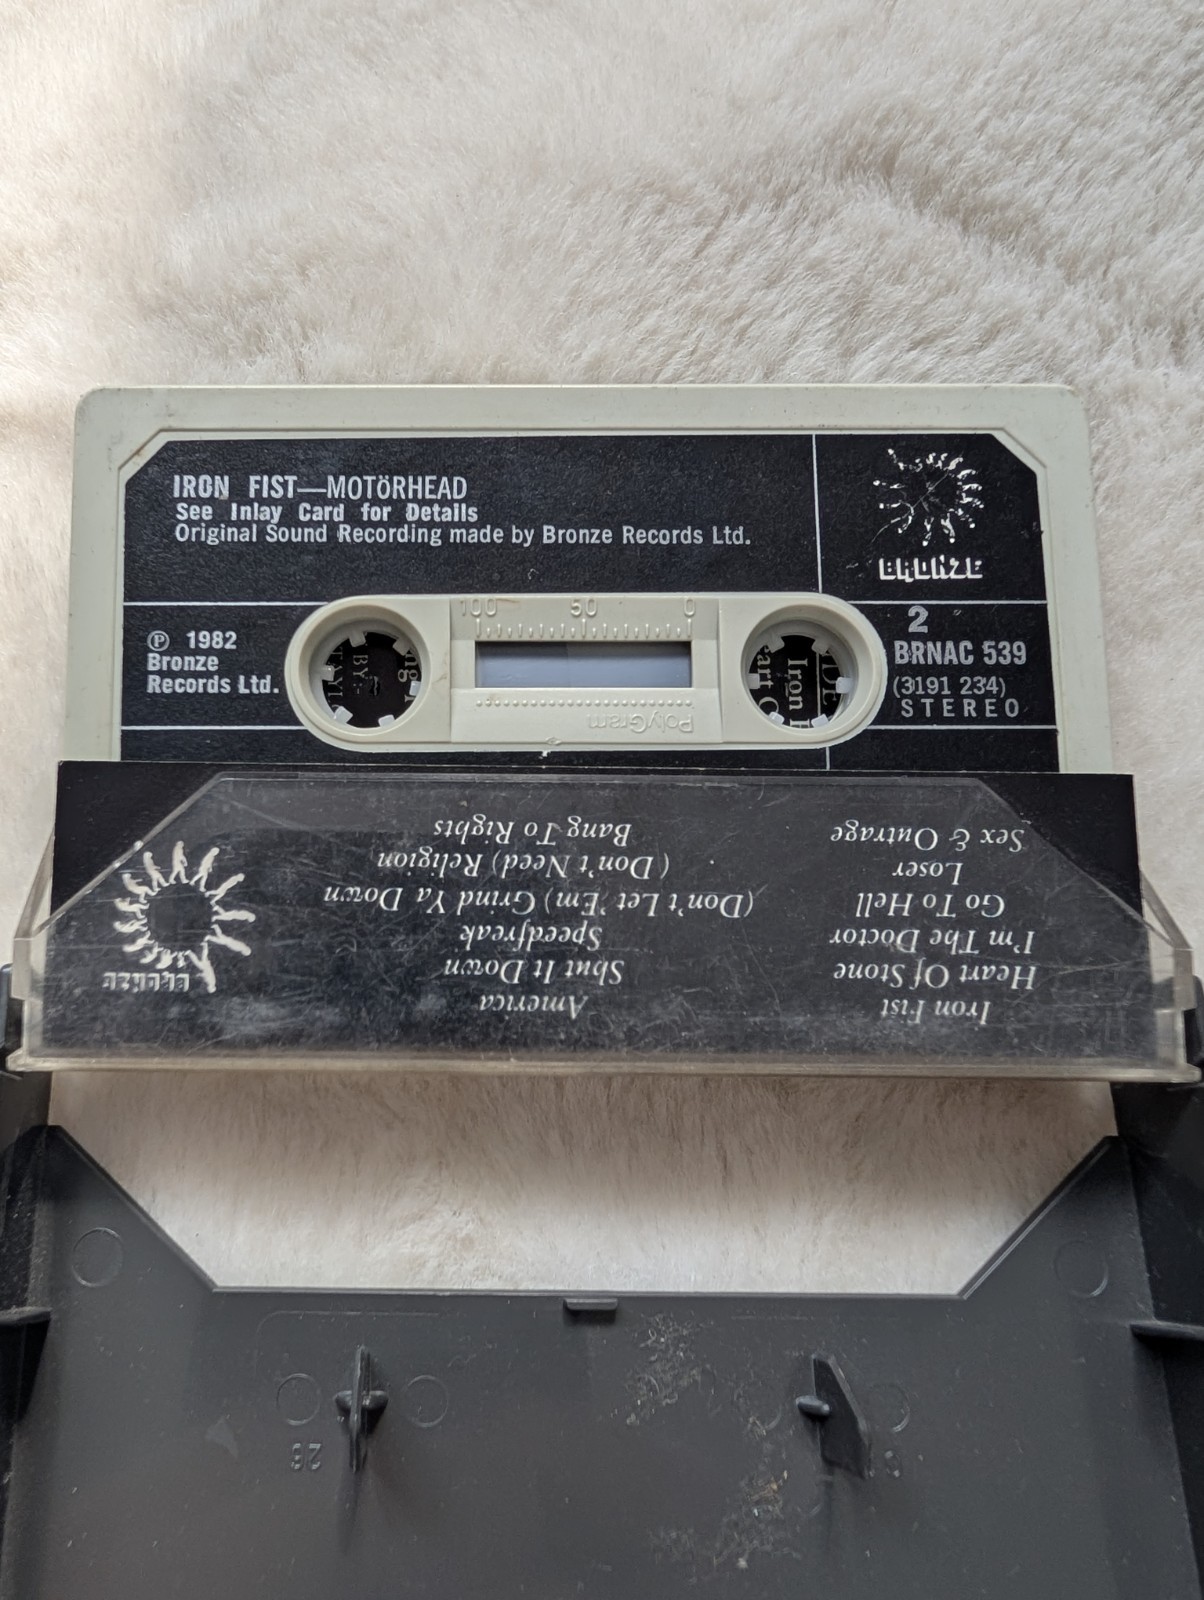 IRON FIST—MOTöRHEAD
See Inlay Card for Details
Original Sound Recording made by Bronze Records Ltd.
BRONZE
℗ 1982
Bronze
Records Ltd.
100 50 0
PolyGram
2
BRNAC 539
(3191 234)
STEREO
Iron
BY:-
Iron Fist
Heart Of Stone
I'm The Doctor
Go To Hell
Loser
Sex & Outrage
America
Shut It Down
Speedfreak
(Don't Let 'Em) Grind Ya Down
(Don't Need) Religion
Bang To Rights
BRONZE